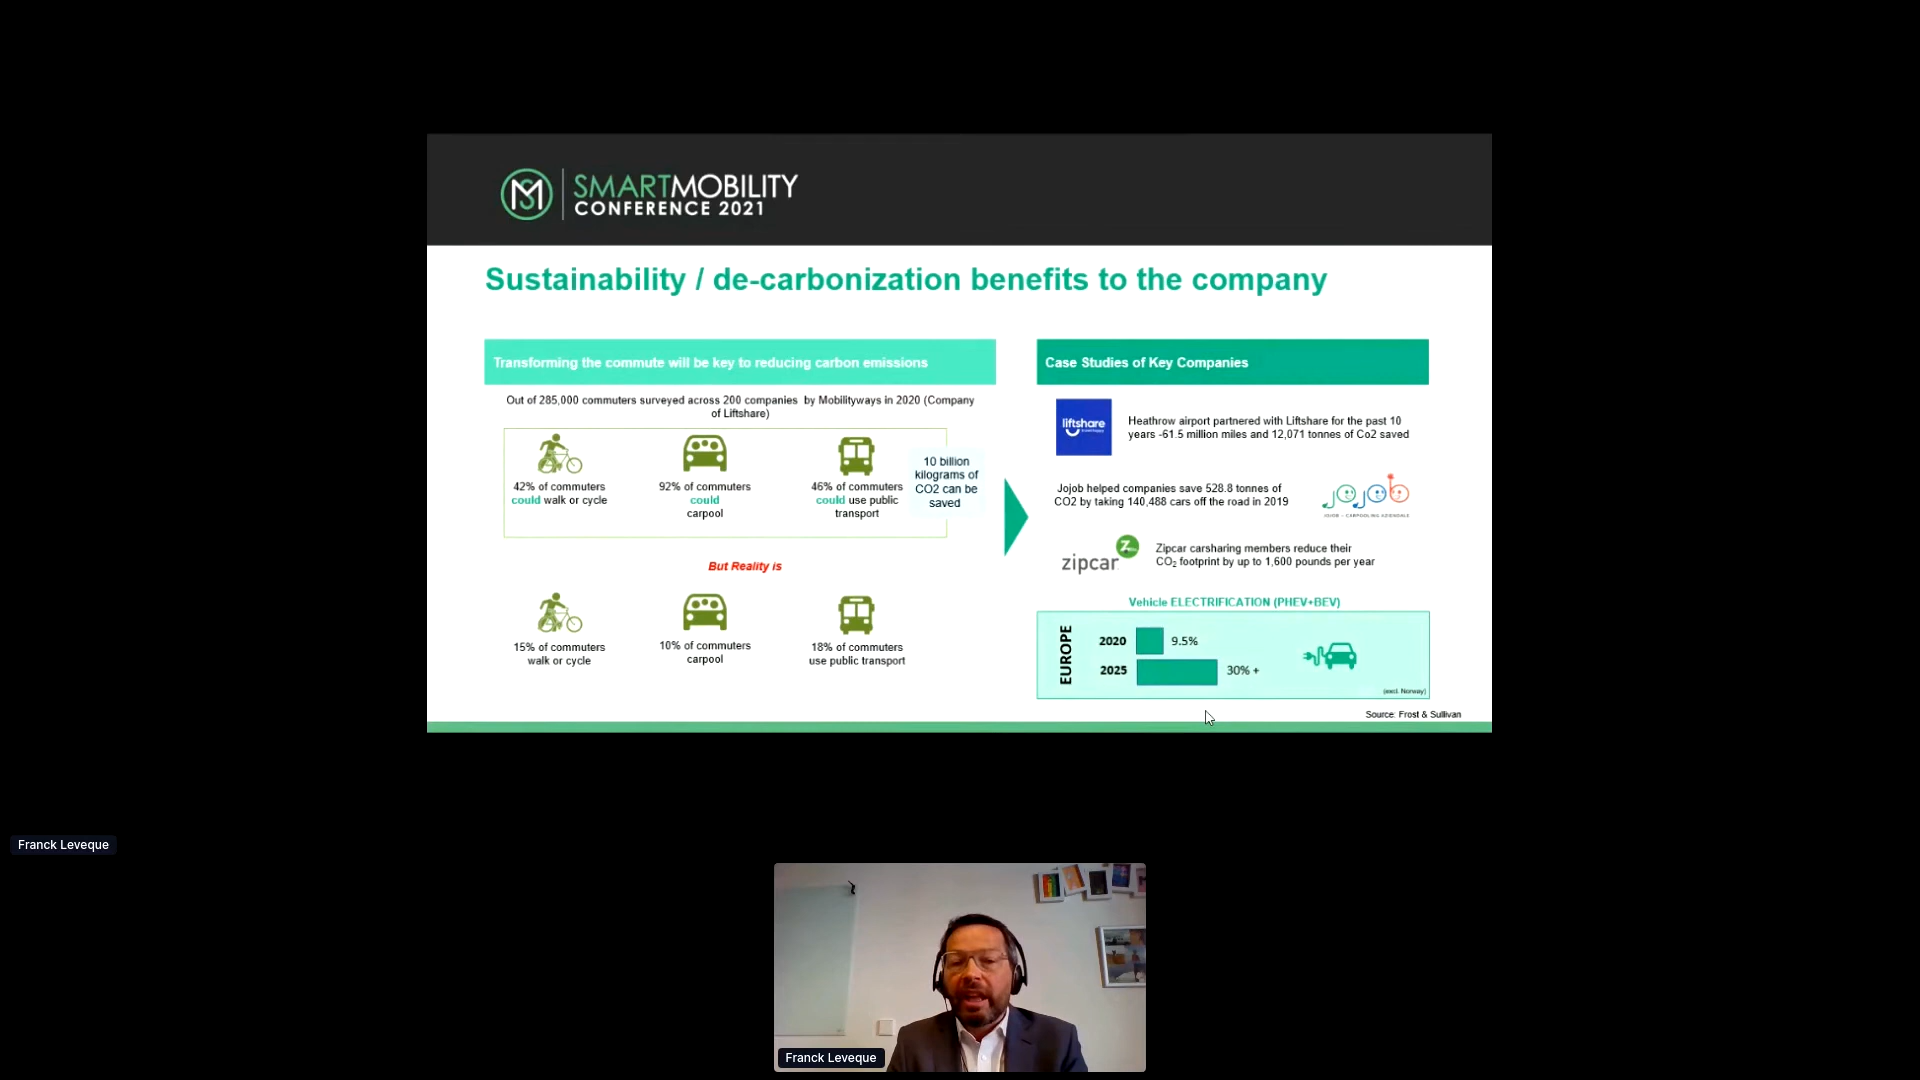 SMARTMOBILITY
CONFERENCE 2021
Sustainability / de-carbonization benefits to the company
Transforming the commute will be key to reducing carbon emissions
Out of 285,000 commuters surveyed across 200 companies by Mobilityways in 2020 (Company
of Liftshare)
42% of commuters
could walk or cycle
92% of commuters
could
carpool
46% of commuters
could use public
transport
10 billion
kilograms of
CO2 can be
saved
But Reality is
15% of commuters
walk or cycle
10% of commuters
carpool
18% of commuters
use public transport
Case Studies of Key Companies
liftshare
Heathrow airport partnered with Liftshare for the past 10
years -61.5 million miles and 12,071 tonnes of Co2 saved
Jojob helped companies save 528.8 tonnes of
CO2 by taking 140,488 cars off the road in 2019
JOJOB
JOJOB - CARPOOLING AZIENDALE
zipcar
Z
Zipcar carsharing members reduce their
CO2 footprint by up to 1,600 pounds per year
Vehicle ELECTRIFICATION (PHEV+BEV)
EUROPE
2020 9.5%
2025 30% +
(excl. Norway)
Source: Frost & Sullivan
Franck Leveque
Franck Leveque